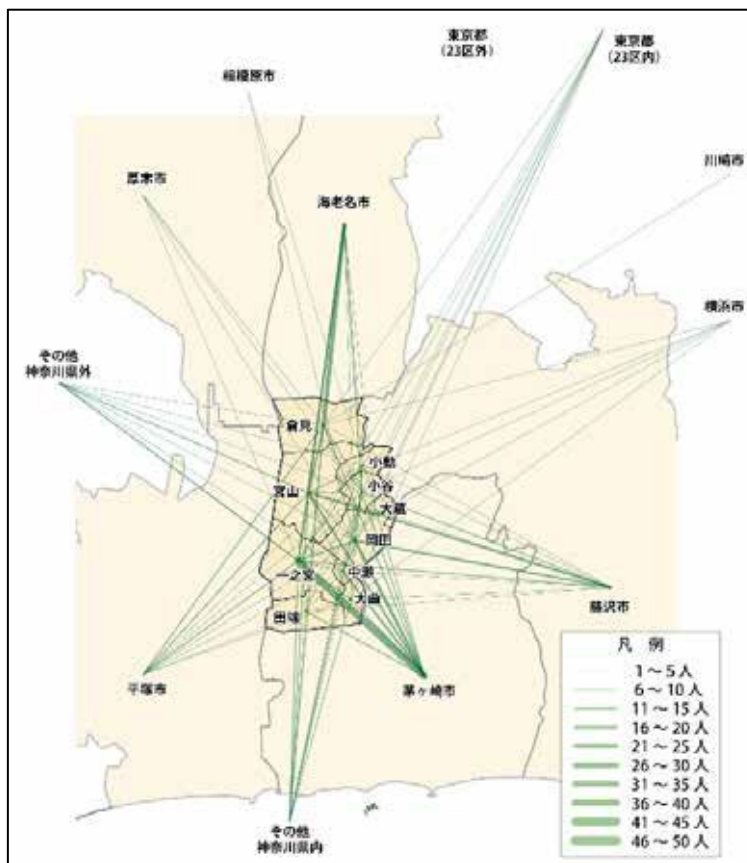 東京都
（23区外）
東京都
（23区内）
相模原市
川崎市
厚木市
海老名市
横浜市
その他
神奈川県外
倉見
小動
小谷
宮山
大蔵
岡田
一之宮
中瀬
大曲
田端
藤沢市
平塚市
茅ヶ崎市
その他
神奈川県内
凡 例
1～5人
6～10人
11～15人
16～20人
21～25人
26～30人
31～35人
36～40人
41～45人
46～50人